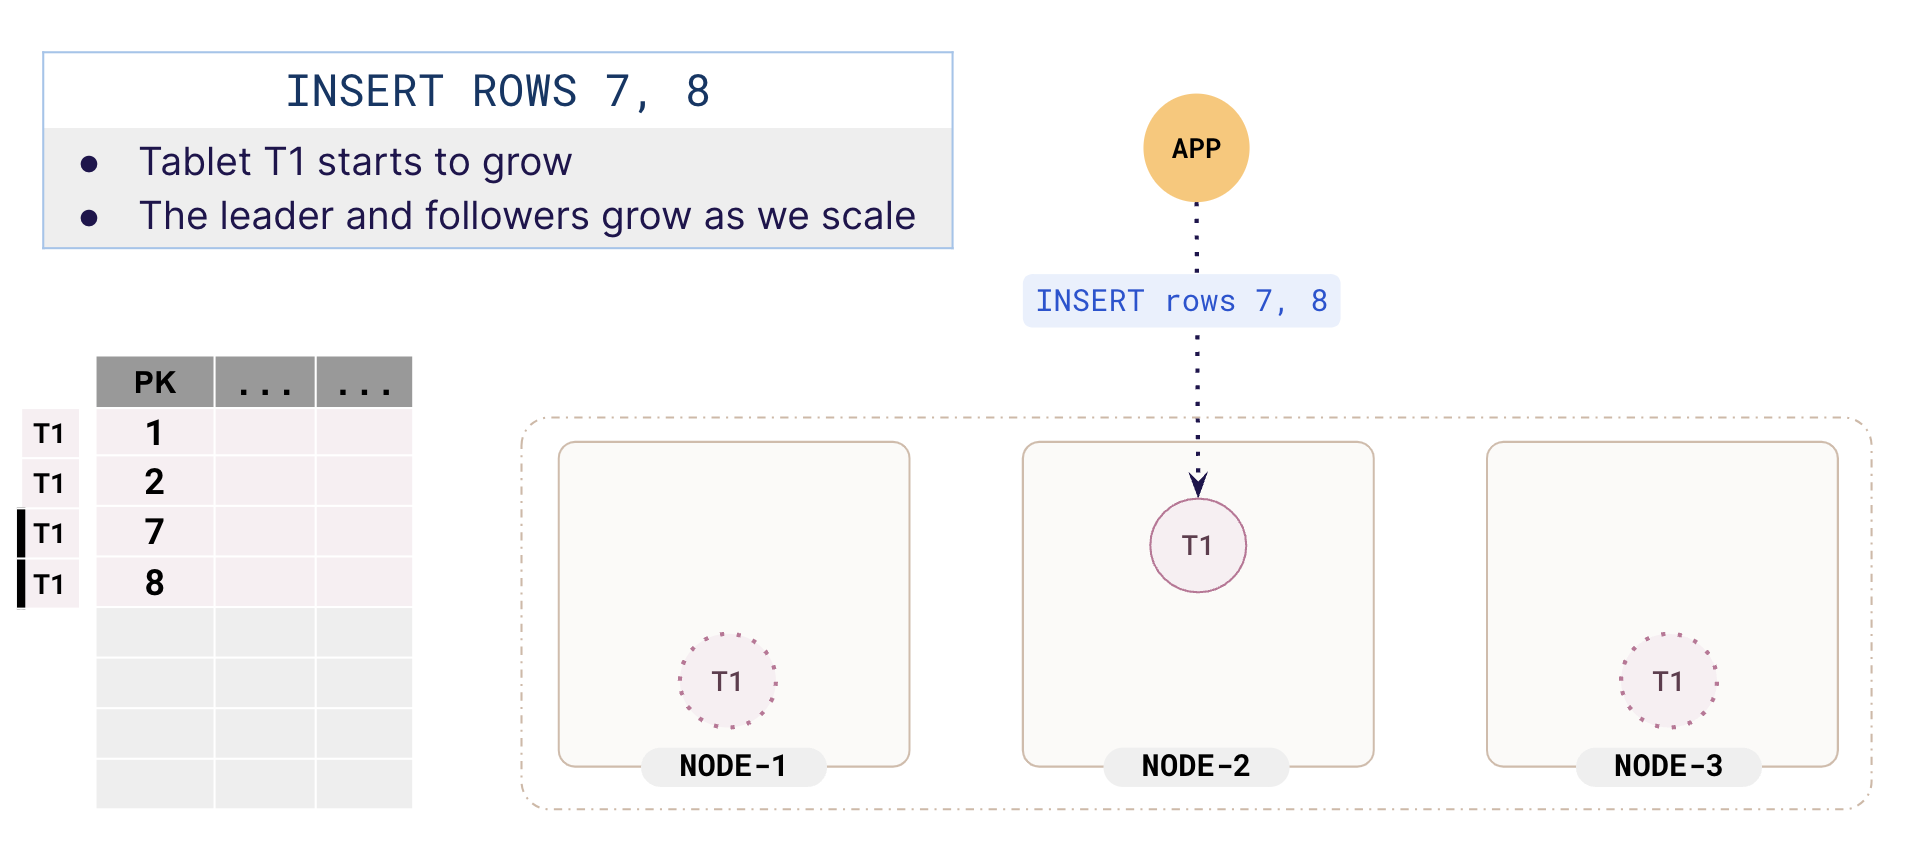 INSERT ROWS 7, 8
● Tablet T1 starts to grow
● The leader and followers grow as we scale
APP
INSERT rows 7, 8
PK ... ...
T1 1
T1 2
T1 7
T1 8
T1
T1
T1
NODE-1
NODE-2
NODE-3